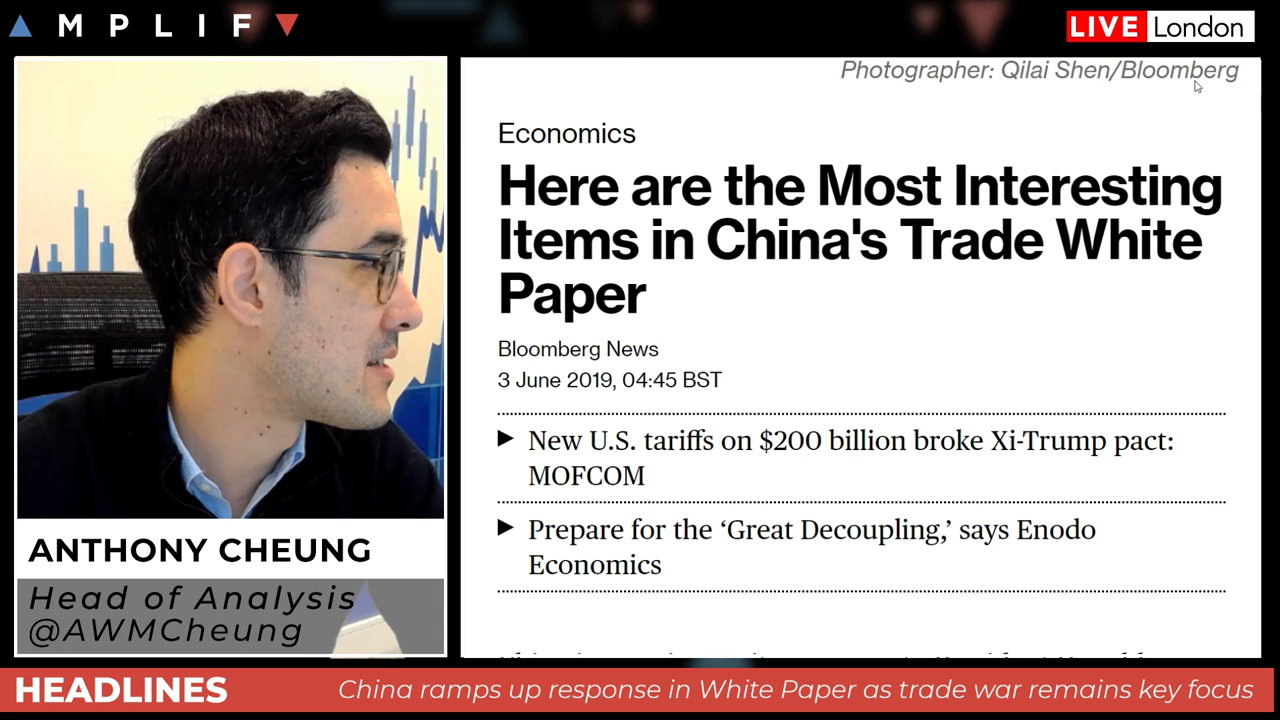 MPLIF
LIVE London
Photographer: Qilai Shen/Bloomberg
Economics
Here are the Most Interesting
Items in China's Trade White
Paper
Bloomberg News
3 June 2019, 04:45 BST
New U.S. tariffs on $200 billion broke Xi-Trump pact:
MOFCOM
Prepare for the ‘Great Decoupling,’ says Enodo
Economics
ANTHONY CHEUNG
Head of Analysis
@AWMCheung
HEADLINES
China ramps up response in White Paper as trade war remains key focus